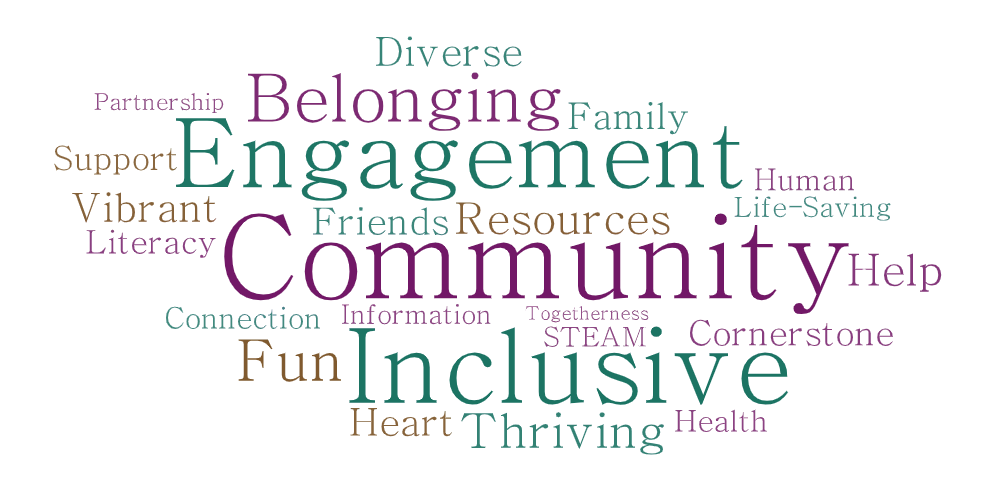 Diverse
Partnership
Belonging
Family
Support
Engagement
Human
Vibrant
Life-Saving
Literacy
Friends
Resources
Community
Help
Connection
Information
Togetherness
STEAM
Cornerstone
Fun
Inclusive
Heart
Thriving
Health